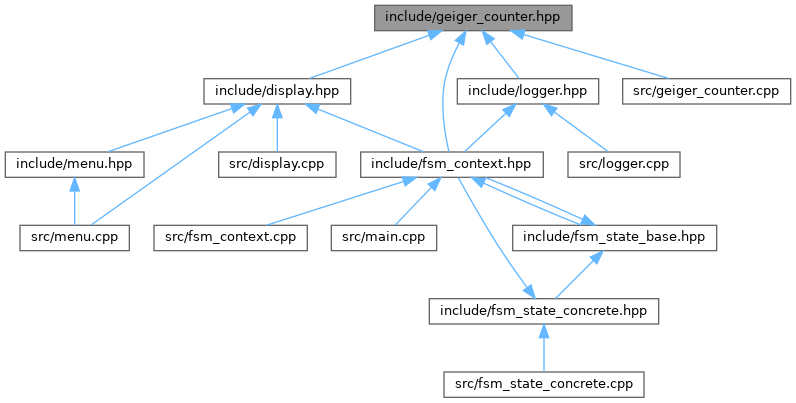 include/geiger_counter.hpp
include/display.hpp
include/logger.hpp
src/geiger_counter.cpp
include/menu.hpp
src/display.cpp
include/fsm_context.hpp
src/logger.cpp
src/menu.cpp
src/fsm_context.cpp
src/main.cpp
include/fsm_state_base.hpp
include/fsm_state_concrete.hpp
src/fsm_state_concrete.cpp